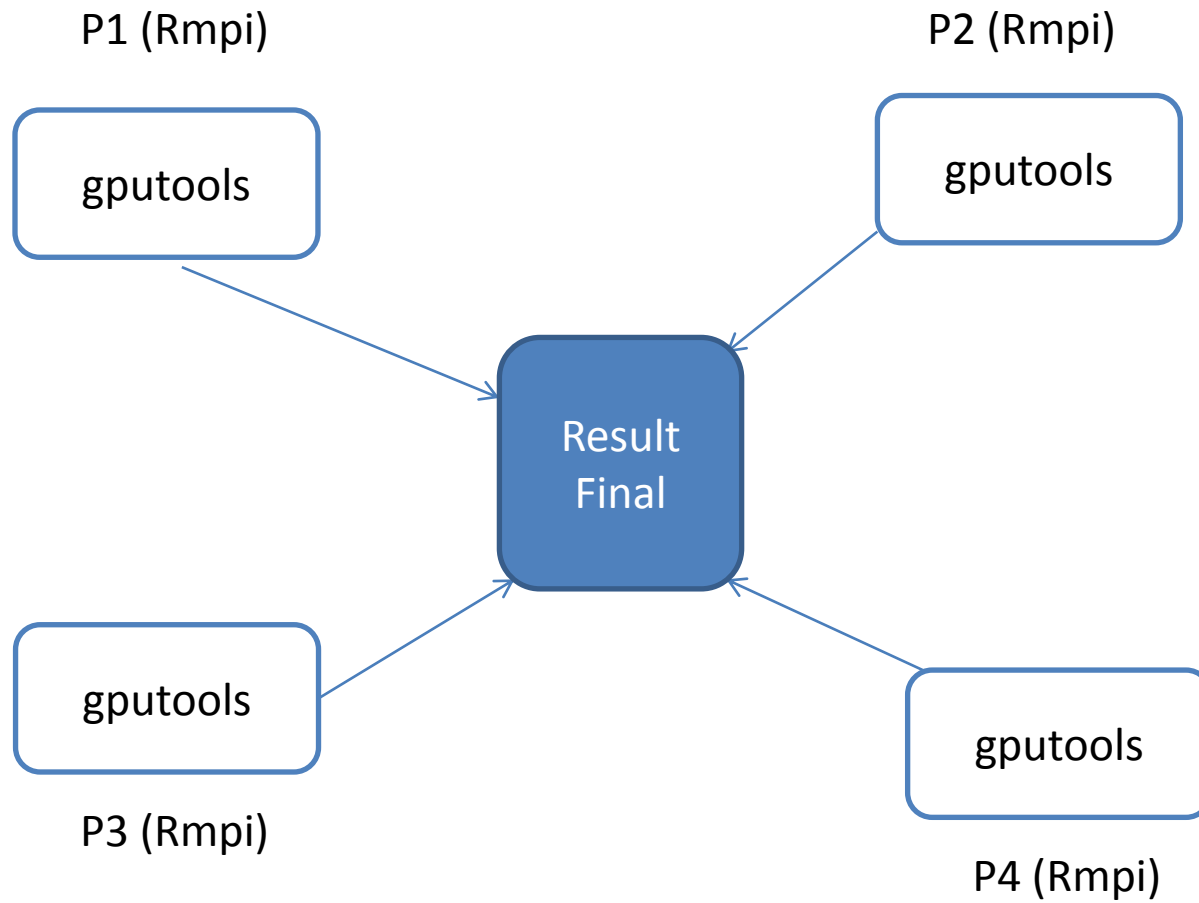 P1 (Rmpi)
P2 (Rmpi)
gputools
gputools
Result
Final
gputools
gputools
P3 (Rmpi)
P4 (Rmpi)